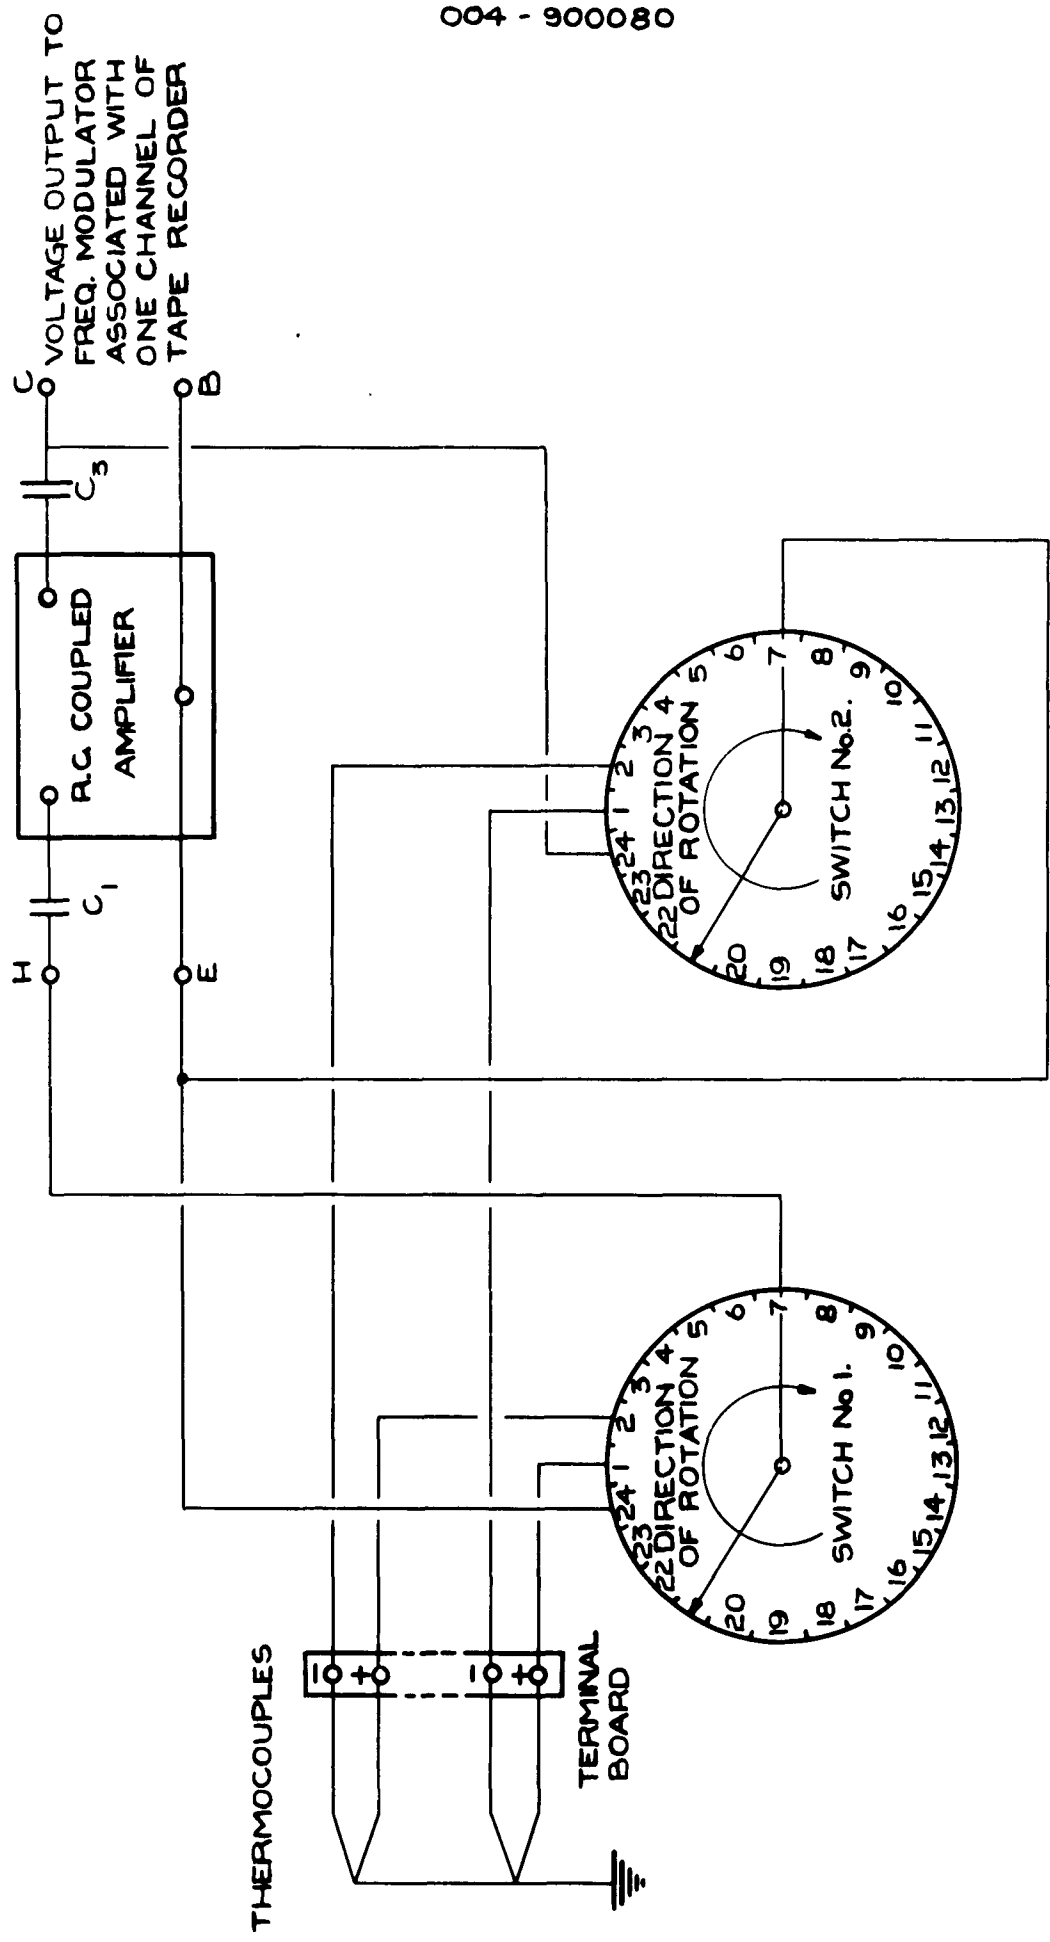 004 - 900080
VOLTAGE OUTPUT TO
FREQ. MODULATOR
ASSOCIATED WITH
ONE CHANNEL OF
TAPE RECORDER
C
B
C3
R.C. COUPLED
AMPLIFIER
C1
H
E
THERMOCOUPLES
− + − +
TERMINAL
BOARD
1 2 3 4 5 6 7 8 9 10 11 12 13 14 15 16 17 18 19 20 22 23 24
DIRECTION
OF ROTATION
SWITCH No 1.
1 2 3 4 5 6 7 8 9 10 11 12 13 14 15 16 17 18 19 20 22 23 24
DIRECTION
OF ROTATION
SWITCH No.2.